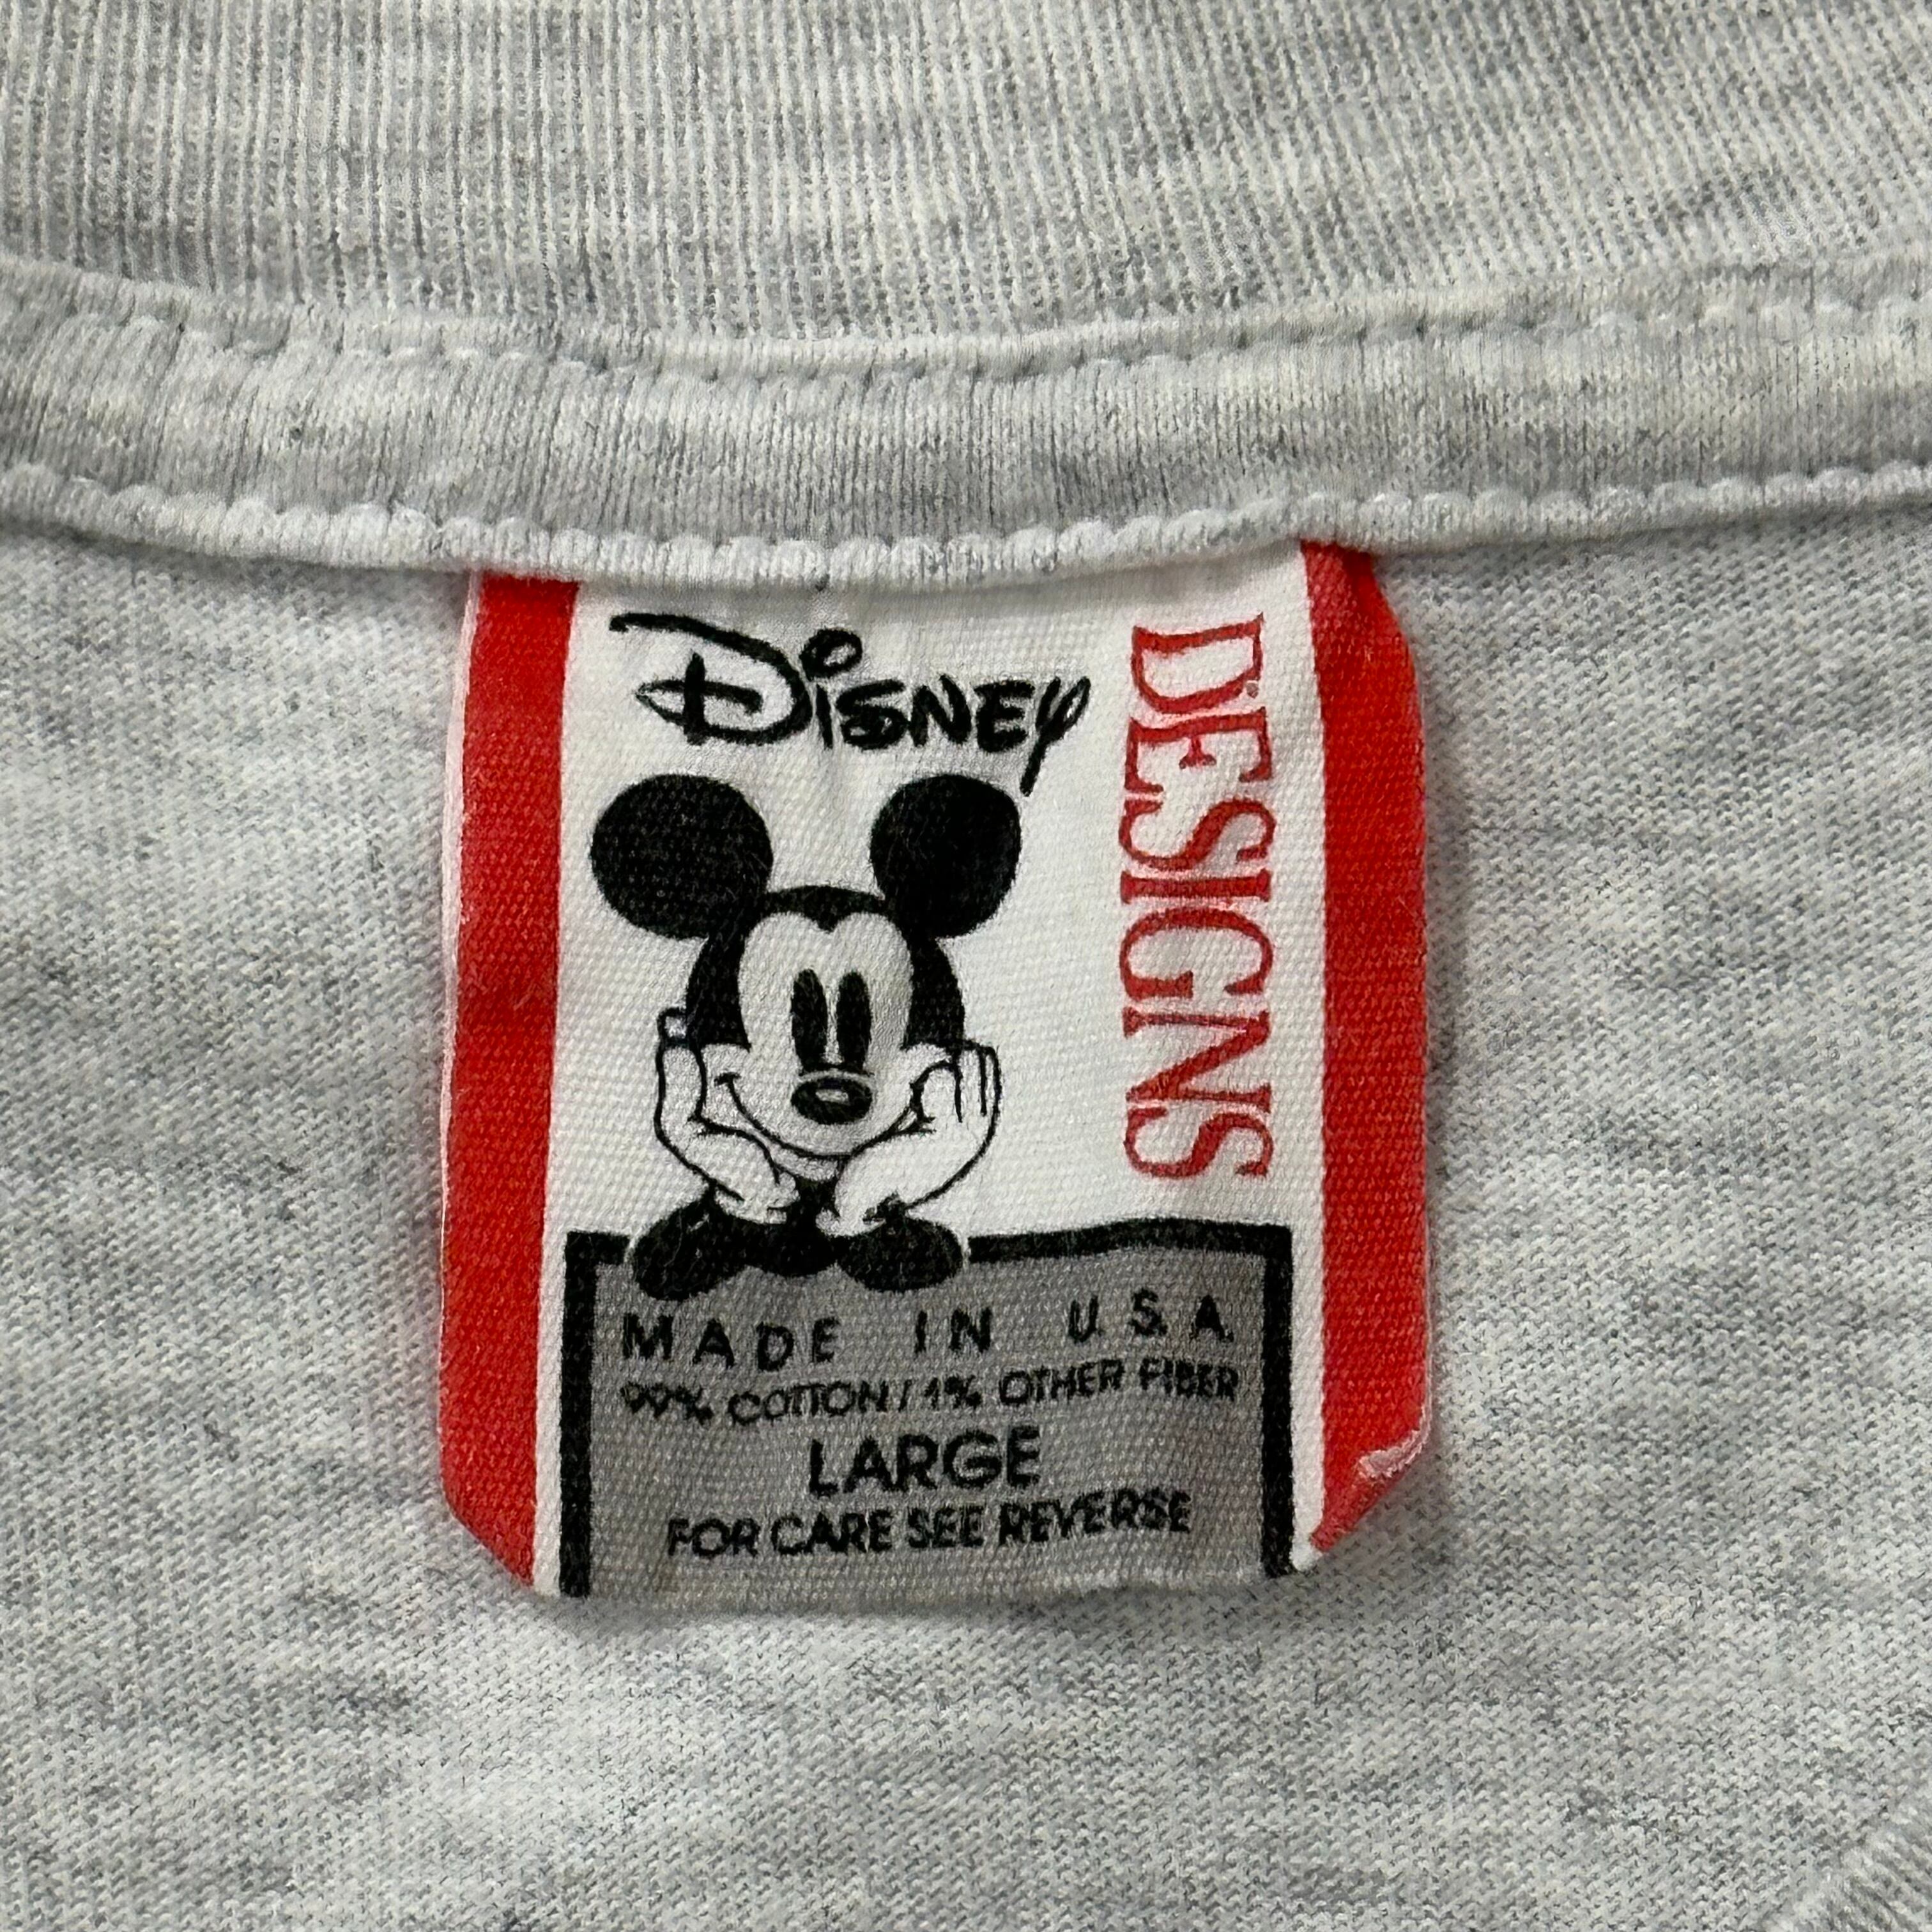 Disney
DESIGNS
MADE IN U.S.A.
99% COTTON / 1% OTHER FIBER
LARGE
FOR CARE SEE REVERSE